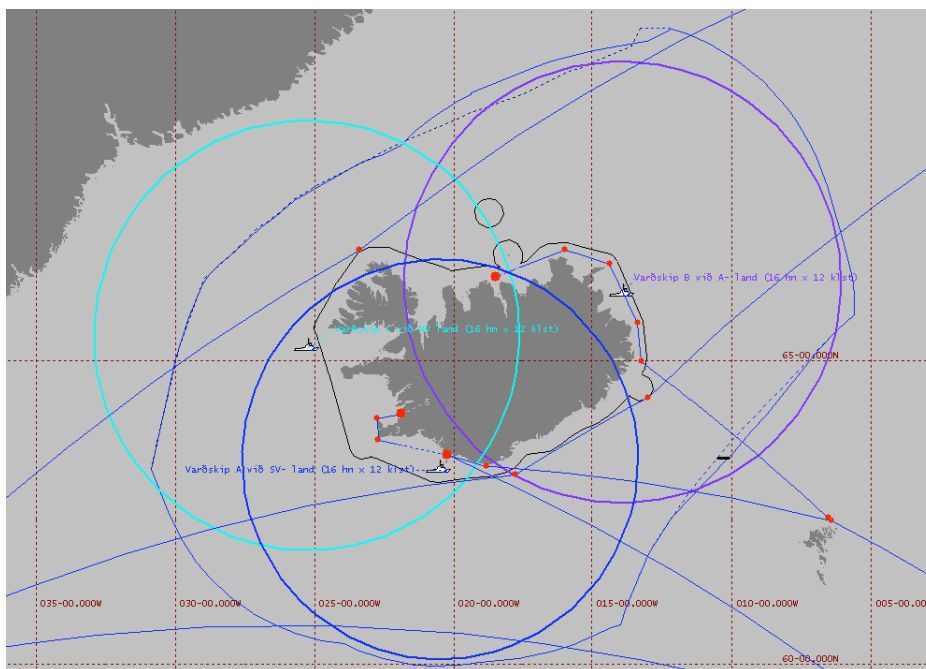 Varðskip B við A- land (16 hn x 12 klst)
Varðskip C við NV land (16 hn x 12 klst)
65-00.000N
Varðskip A við SV- land (16 hn x 12 klst)
035-00.000W
030-00.000W
025-00.000W
020-00.000W
015-00.000W
010-00.000W
005-00.000W
60-00.000N